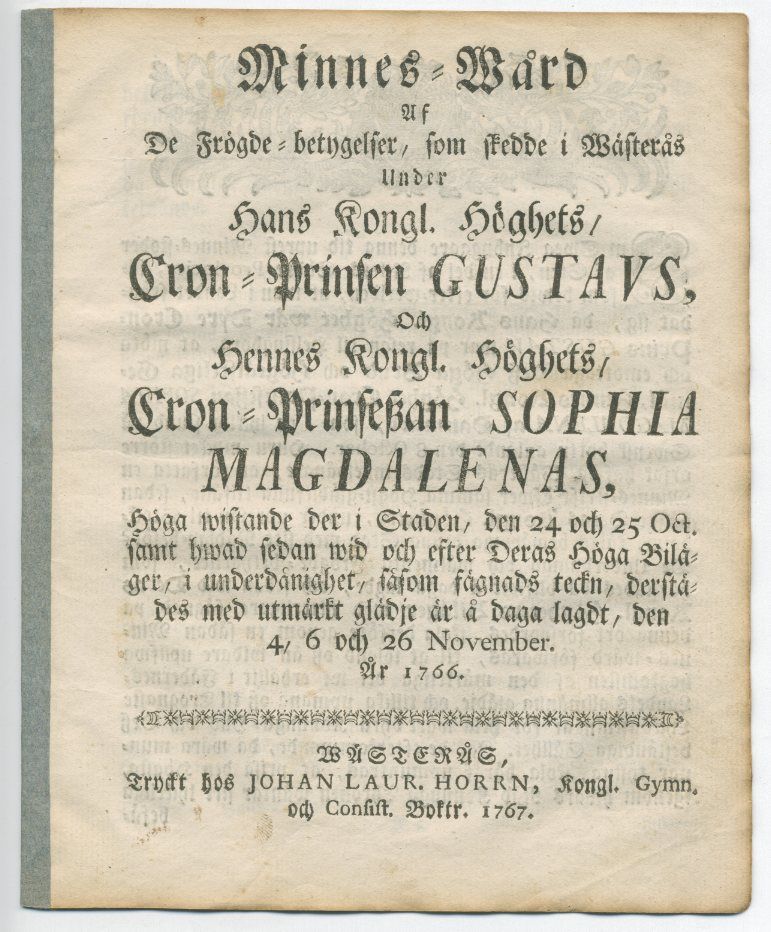 Minnes-Wård
Af
De Frögde-betygelser, som skedde i Wästerås
Under
Hans Kongl. Höghets,
Cron-Prinsen GUSTAVS,
Och
Hennes Kongl. Höghets,
Cron-Prinseßan SOPHIA
MAGDALENAS,
Höga wistande der i Staden, den 24 och 25 Oct.
samt hwad sedan wid och efter Deras Höga Bilä-
ger, i underdånighet, såsom fägnads teckn, derstä-
des med utmärkt glädje är å daga lagdt, den
4, 6 och 26 November.
År 1766.
WÄSTERÅS,
Tryckt hos JOHAN LAUR. HORRN, Kongl. Gymn.
och Consist. Boktr. 1767.